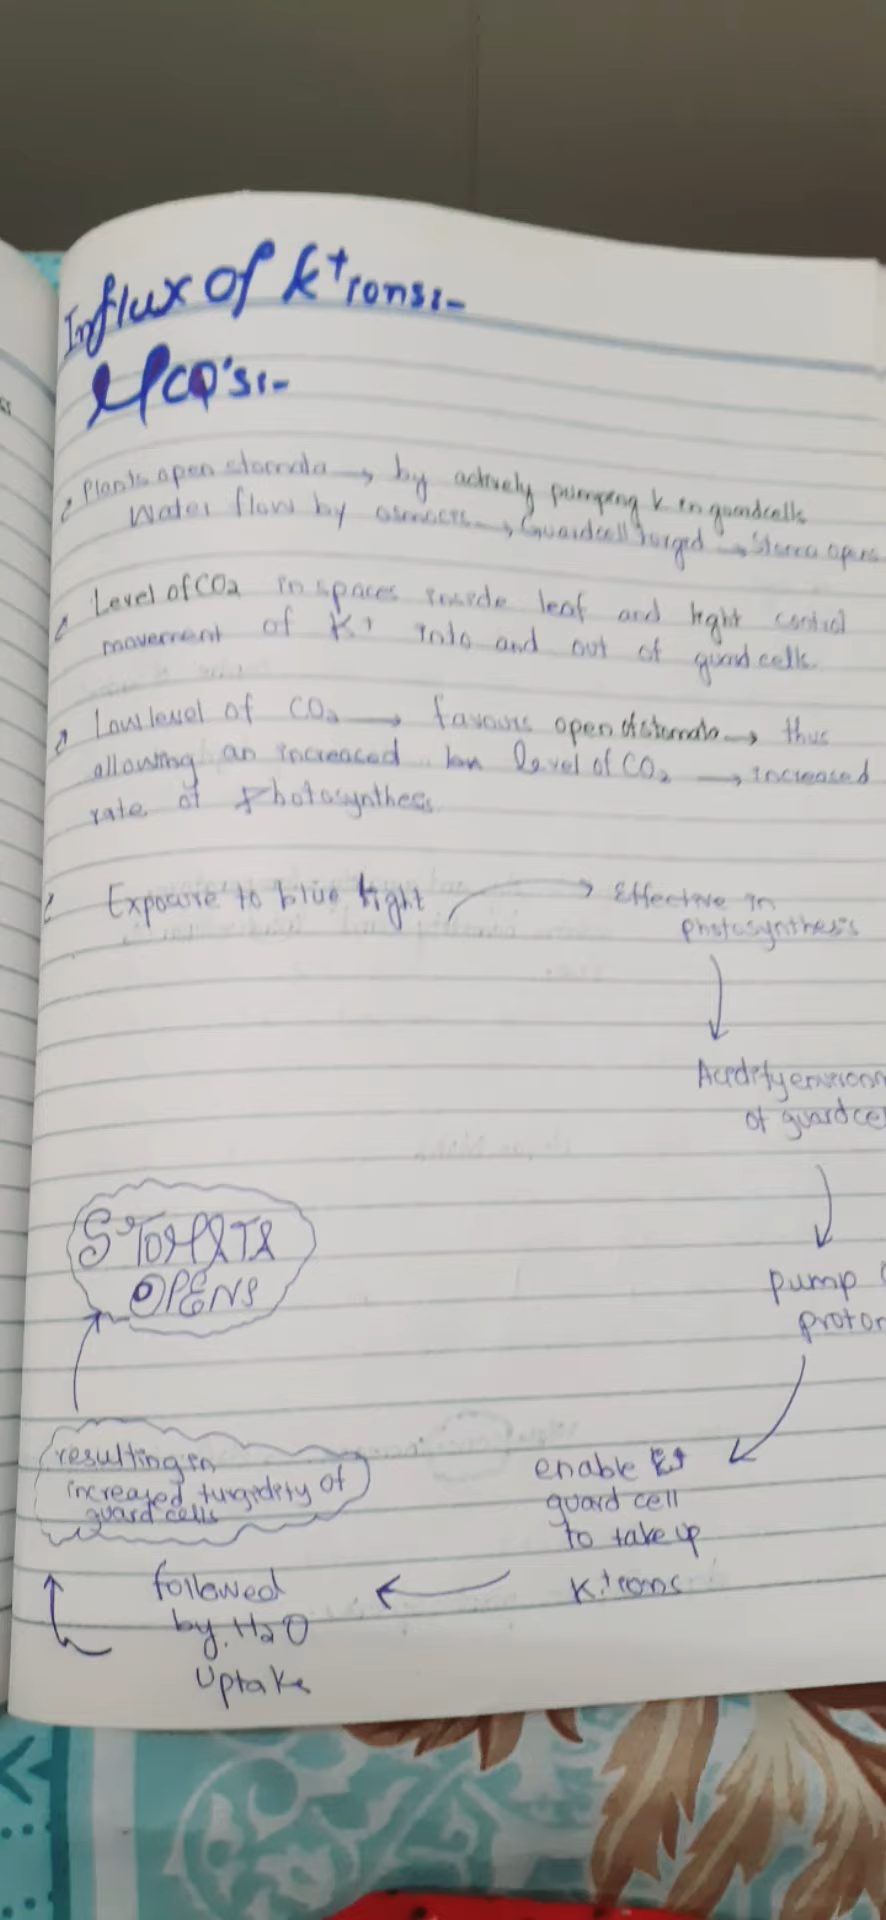 Influx of K+ ions:-
MCQ's:-
Plants open stomata → by actively pumping K in guardcells
Water flow by osmosis → Guardcell turged → Stoma opens
Level of CO2 in spaces inside leaf and light control
movement of K+ into and out of guard cells.
Low level of CO2 → favours open of stomata → thus
allowing an increased level of CO2 → increased
rate of Photosynthesis
Exposure to blue light → Effective in
photosynthesis
Acidify environ
of guard cel
pump
proton
enable
guard cell
to take up
K+ ions
followed
by H2O
uptake
resulting in
increased turgidity of
guard cells
STOMATA
OPENS